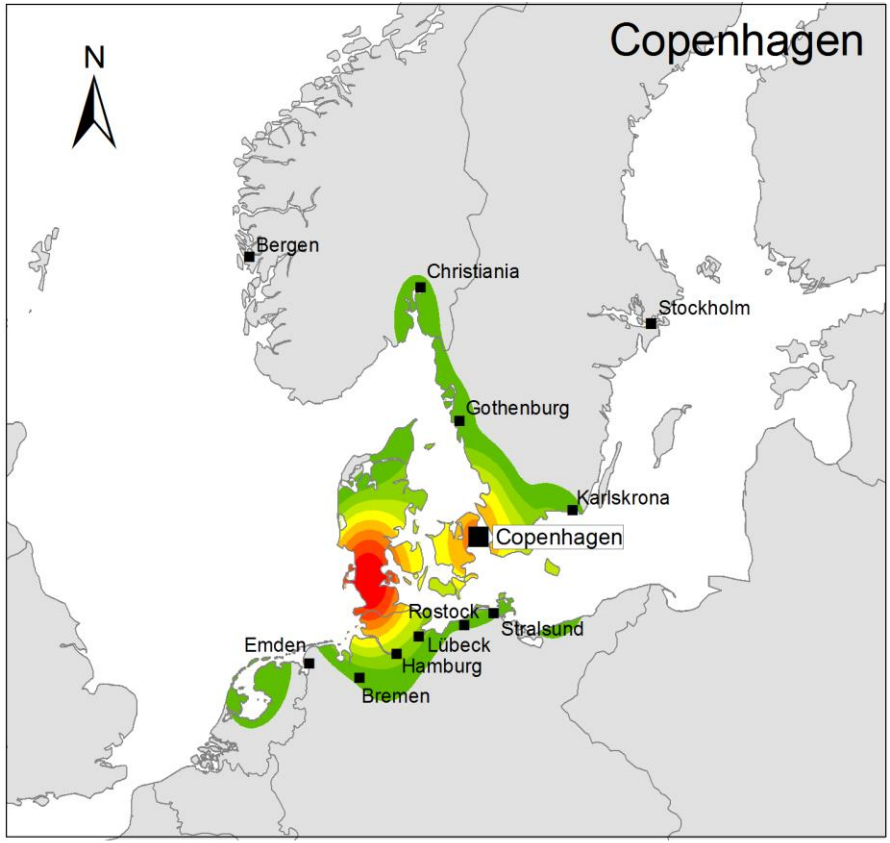 Copenhagen
N
Bergen
Christiania
Stockholm
Gothenburg
Karlskrona
Copenhagen
Rostock
Stralsund
Emden
Lübeck
Hamburg
Bremen